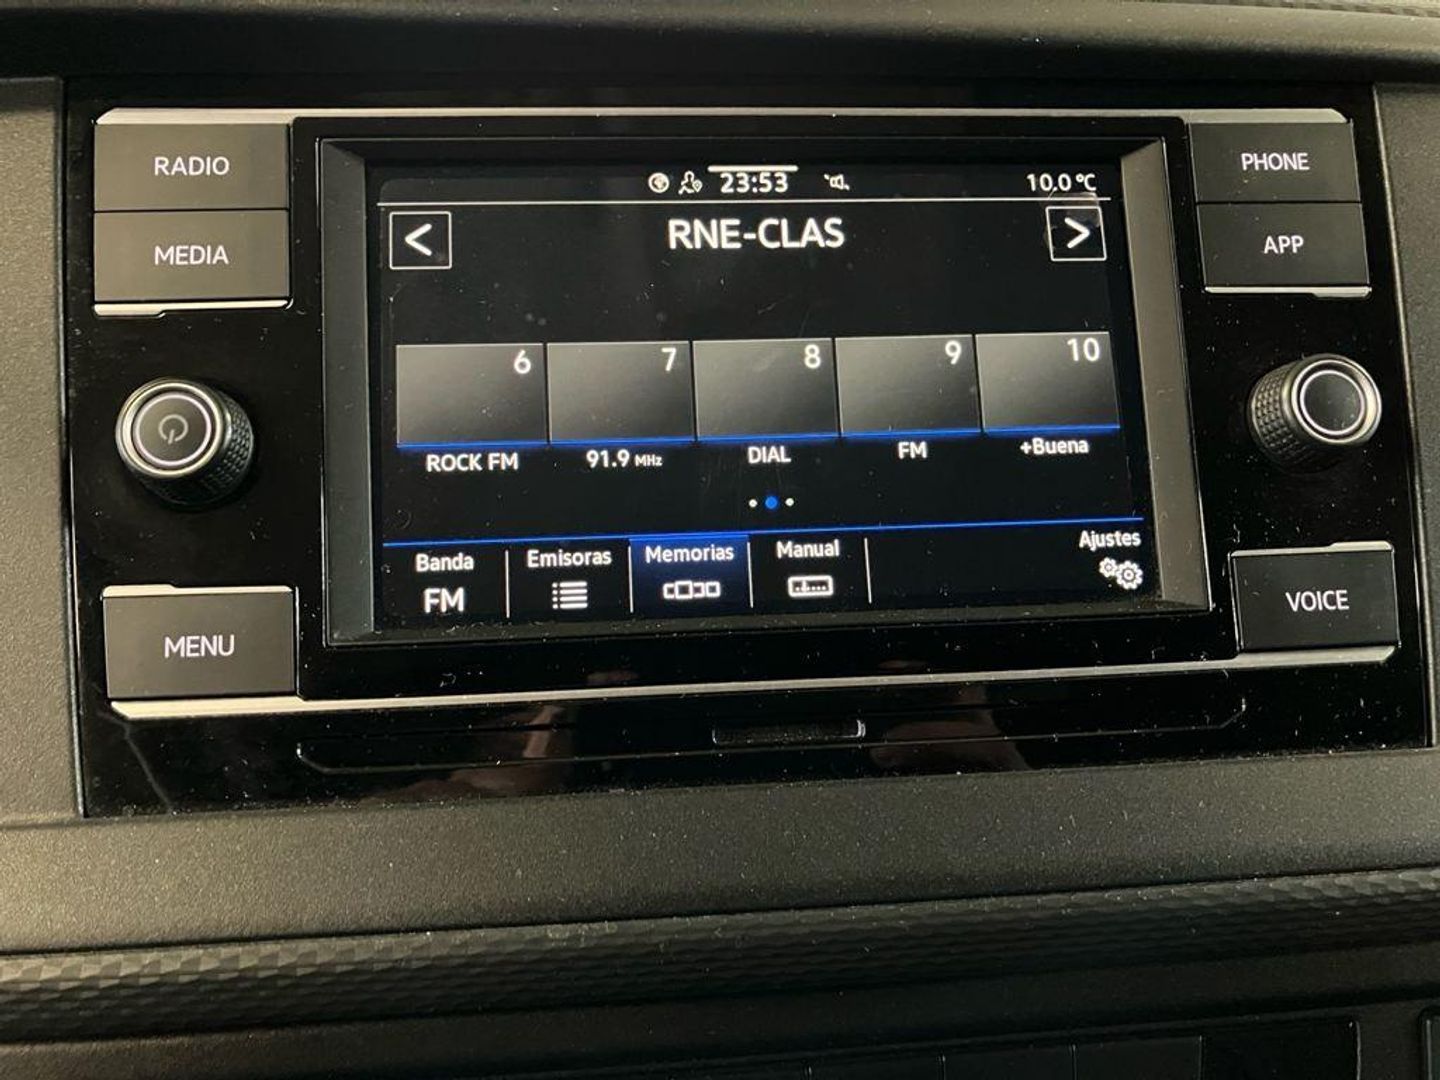 RADIO
MEDIA
MENU
PHONE
APP
VOICE
23:53
10.0 °C
< RNE-CLAS >
6 7 8 9 10
ROCK FM 91.9 MHz DIAL FM +Buena
Banda Emisoras Memorias Manual Ajustes
FM